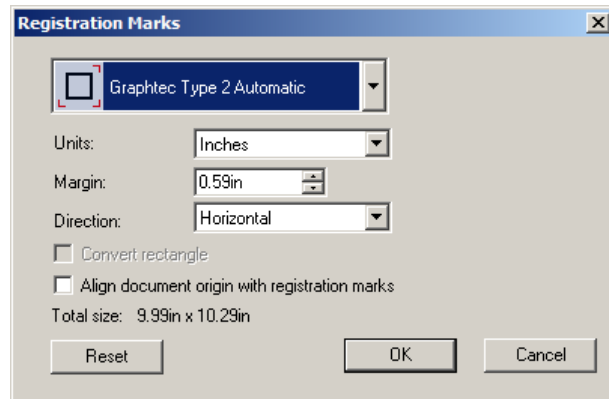 Registration Marks
Graphtec Type 2 Automatic
Units: Inches
Margin: 0.59in
Direction: Horizontal
Convert rectangle
Align document origin with registration marks
Total size: 9.99in x 10.29in
Reset OK Cancel